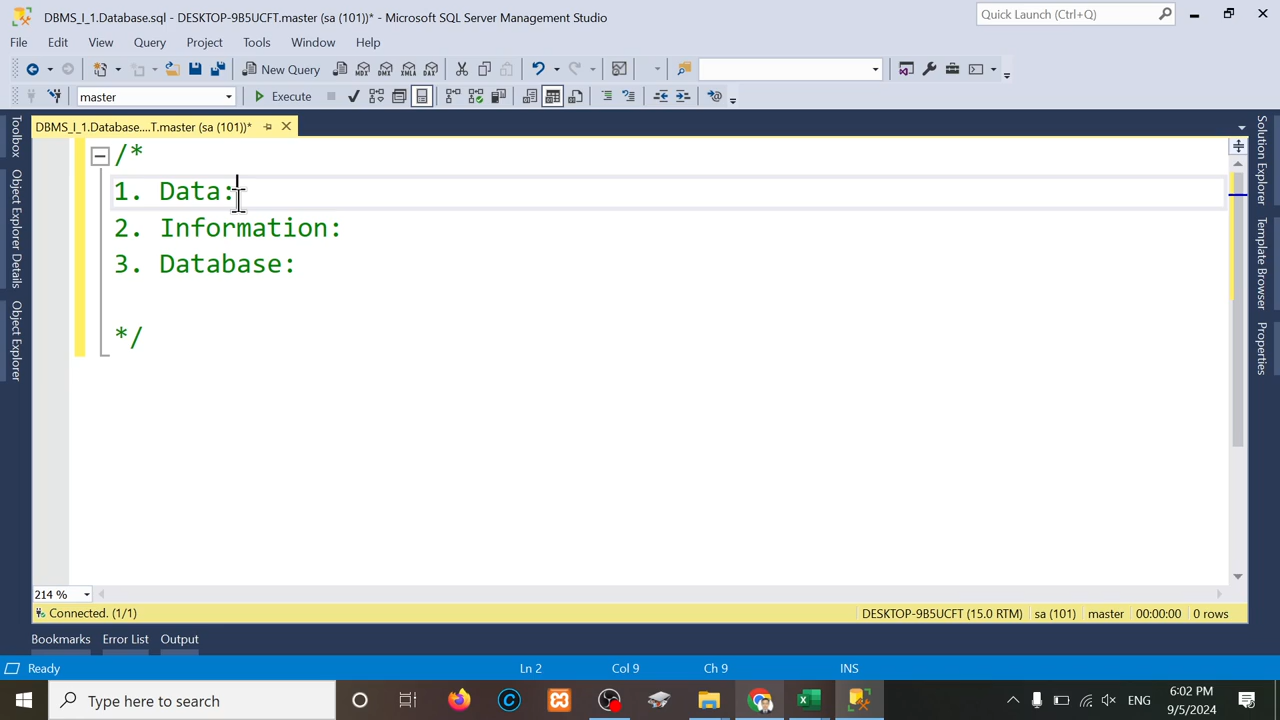 DBMS_I_1.Database.sql - DESKTOP-9B5UCFT.master (sa (101))* - Microsoft SQL Server Management Studio
Quick Launch (Ctrl+Q)
File Edit View Query Project Tools Window Help
New Query
master
Execute
DBMS_I_1.Database....T.master (sa (101))*
/*
1. Data:
2. Information:
3. Database:
*/
Toolbox
Object Explorer Details
Object Explorer
Solution Explorer
Template Browser
Properties
214 %
Connected. (1/1)
DESKTOP-9B5UCFT (15.0 RTM) sa (101) master 00:00:00 0 rows
Bookmarks Error List Output
Ready Ln 2 Col 9 Ch 9 INS
Type here to search
ENG
6:02 PM
9/5/2024